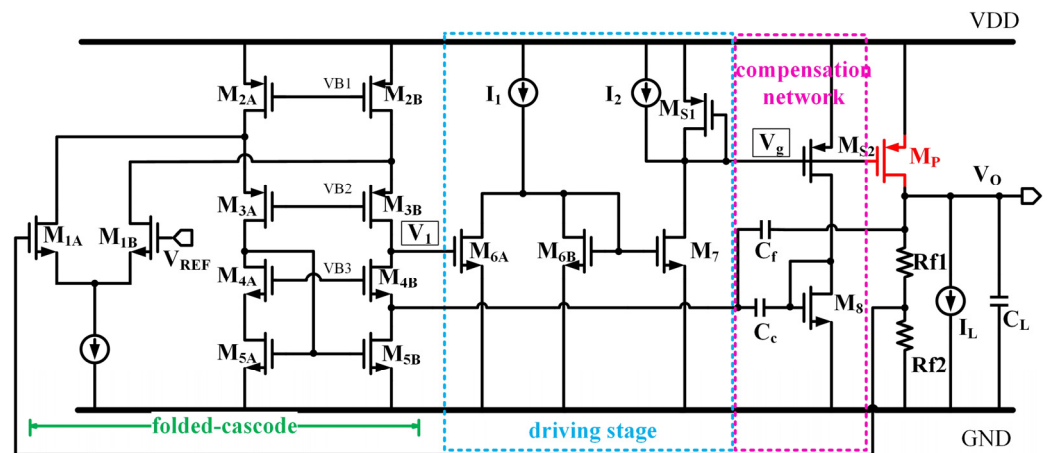 VDD
compensation
network
M2A
VB1
M2B
I1
I2
MS1
Vg
MS2
MP
VO
M3A
VB2
M3B
V1
M1A
M1B
VREF
M6A
M6B
M7
Cf
Rf1
M4A
VB3
M4B
Cc
M8
IL
CL
M5A
M5B
Rf2
folded-cascode
driving stage
GND